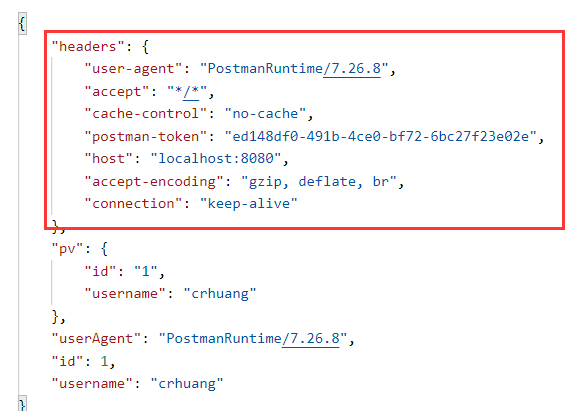 {
"headers": {
"user-agent": "PostmanRuntime/7.26.8",
"accept": "*/*",
"cache-control": "no-cache",
"postman-token": "ed148df0-491b-4ce0-bf72-6bc27f23e02e",
"host": "localhost:8080",
"accept-encoding": "gzip, deflate, br",
"connection": "keep-alive"
},
"pv": {
"id": "1",
"username": "crhuang"
},
"userAgent": "PostmanRuntime/7.26.8",
"id": 1,
"username": "crhuang"
}